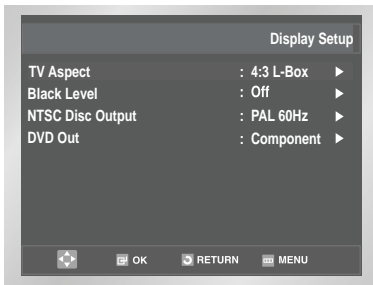 Display Setup
TV Aspect : 4:3 L-Box ►
Black Level : Off ►
NTSC Disc Output : PAL 60Hz ►
DVD Out : Component ►
OK RETURN MENU